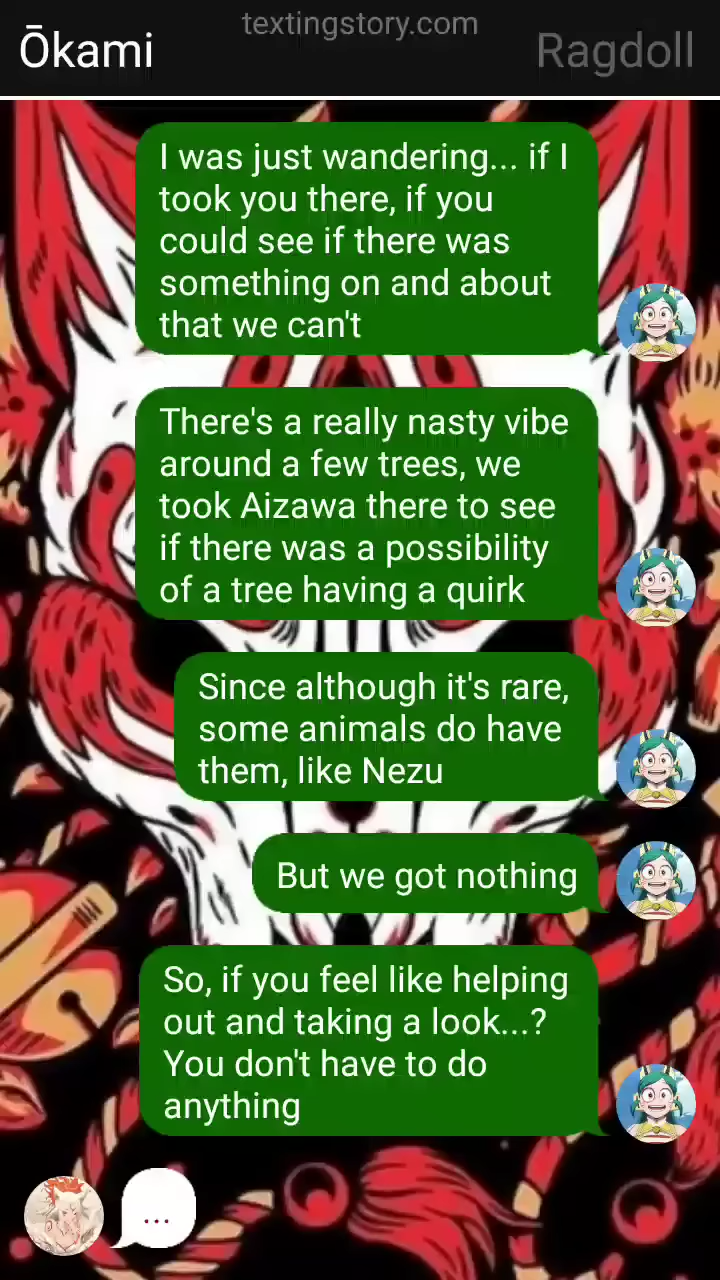 textingstory.com
Ōkami
Ragdoll
I was just wandering... if I
took you there, if you
could see if there was
something on and about
that we can't
There's a really nasty vibe
around a few trees, we
took Aizawa there to see
if there was a possibility
of a tree having a quirk
Since although it's rare,
some animals do have
them, like Nezu
But we got nothing
So, if you feel like helping
out and taking a look...?
You don't have to do
anything
...